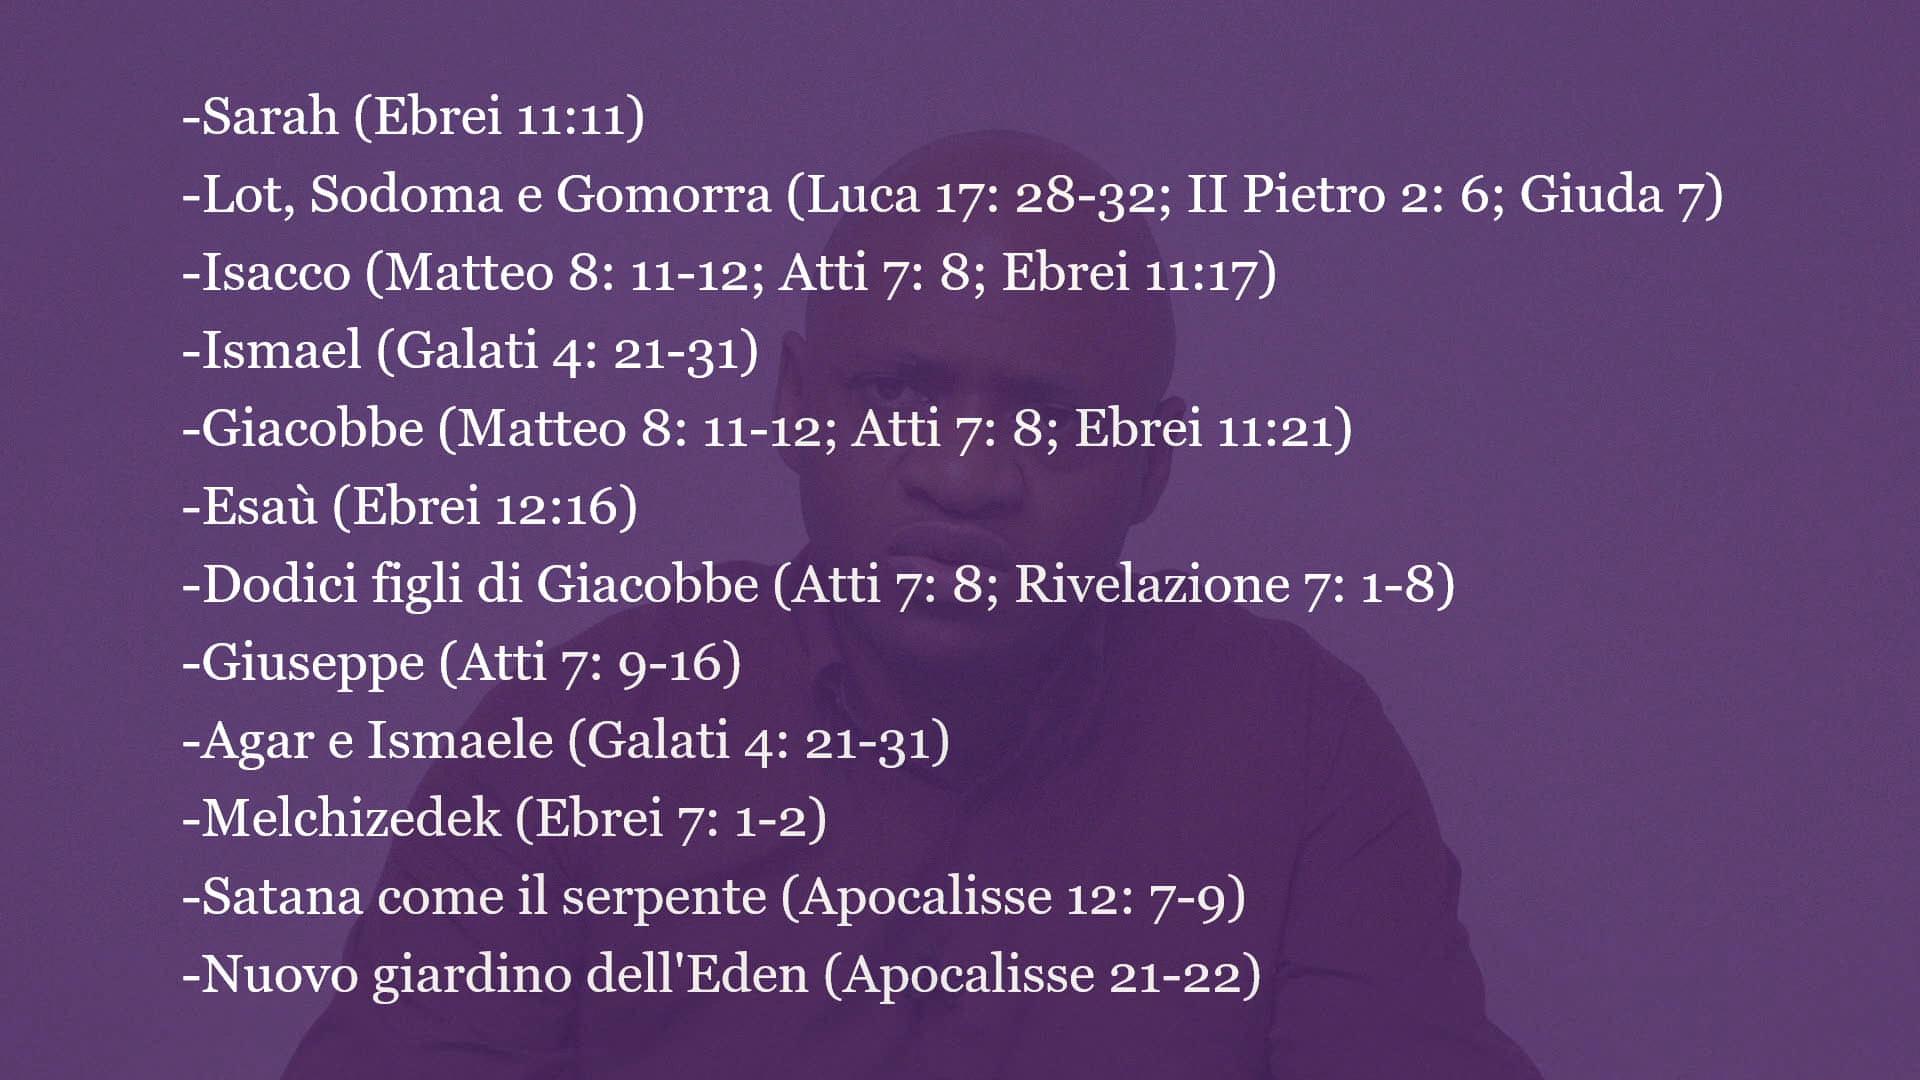 -Sarah (Ebrei 11:11)
-Lot, Sodoma e Gomorra (Luca 17: 28-32; II Pietro 2: 6; Giuda 7)
-Isacco (Matteo 8: 11-12; Atti 7: 8; Ebrei 11:17)
-Ismael (Galati 4: 21-31)
-Giacobbe (Matteo 8: 11-12; Atti 7: 8; Ebrei 11:21)
-Esaù (Ebrei 12:16)
-Dodici figli di Giacobbe (Atti 7: 8; Rivelazione 7: 1-8)
-Giuseppe (Atti 7: 9-16)
-Agar e Ismaele (Galati 4: 21-31)
-Melchizedek (Ebrei 7: 1-2)
-Satana come il serpente (Apocalisse 12: 7-9)
-Nuovo giardino dell'Eden (Apocalisse 21-22)